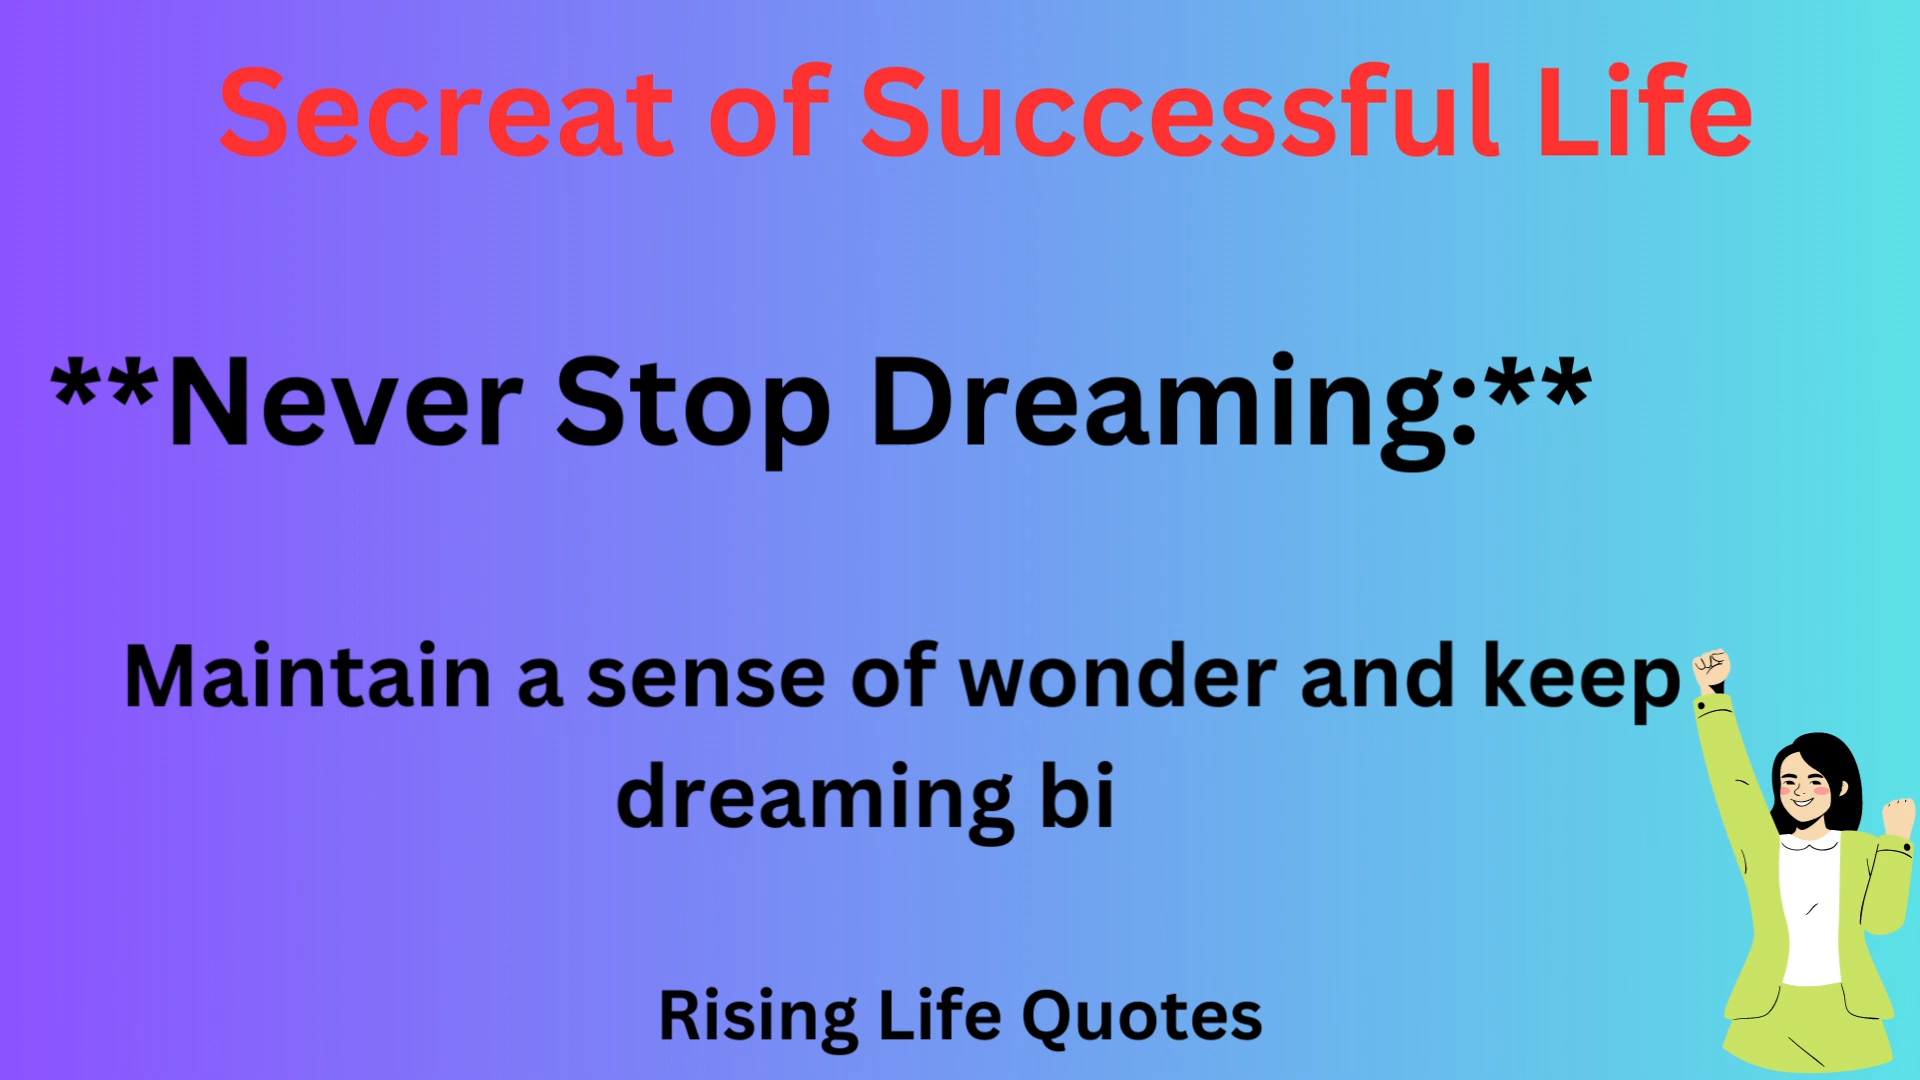 Secreat of Successful Life
**Never Stop Dreaming:**
Maintain a sense of wonder and keep
dreaming bi
Rising Life Quotes